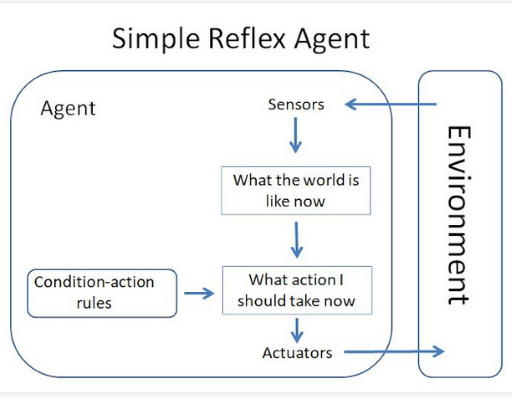 Simple Reflex Agent
Agent
Sensors
What the world is
like now
Condition-action
rules
What action I
should take now
Actuators
Environment